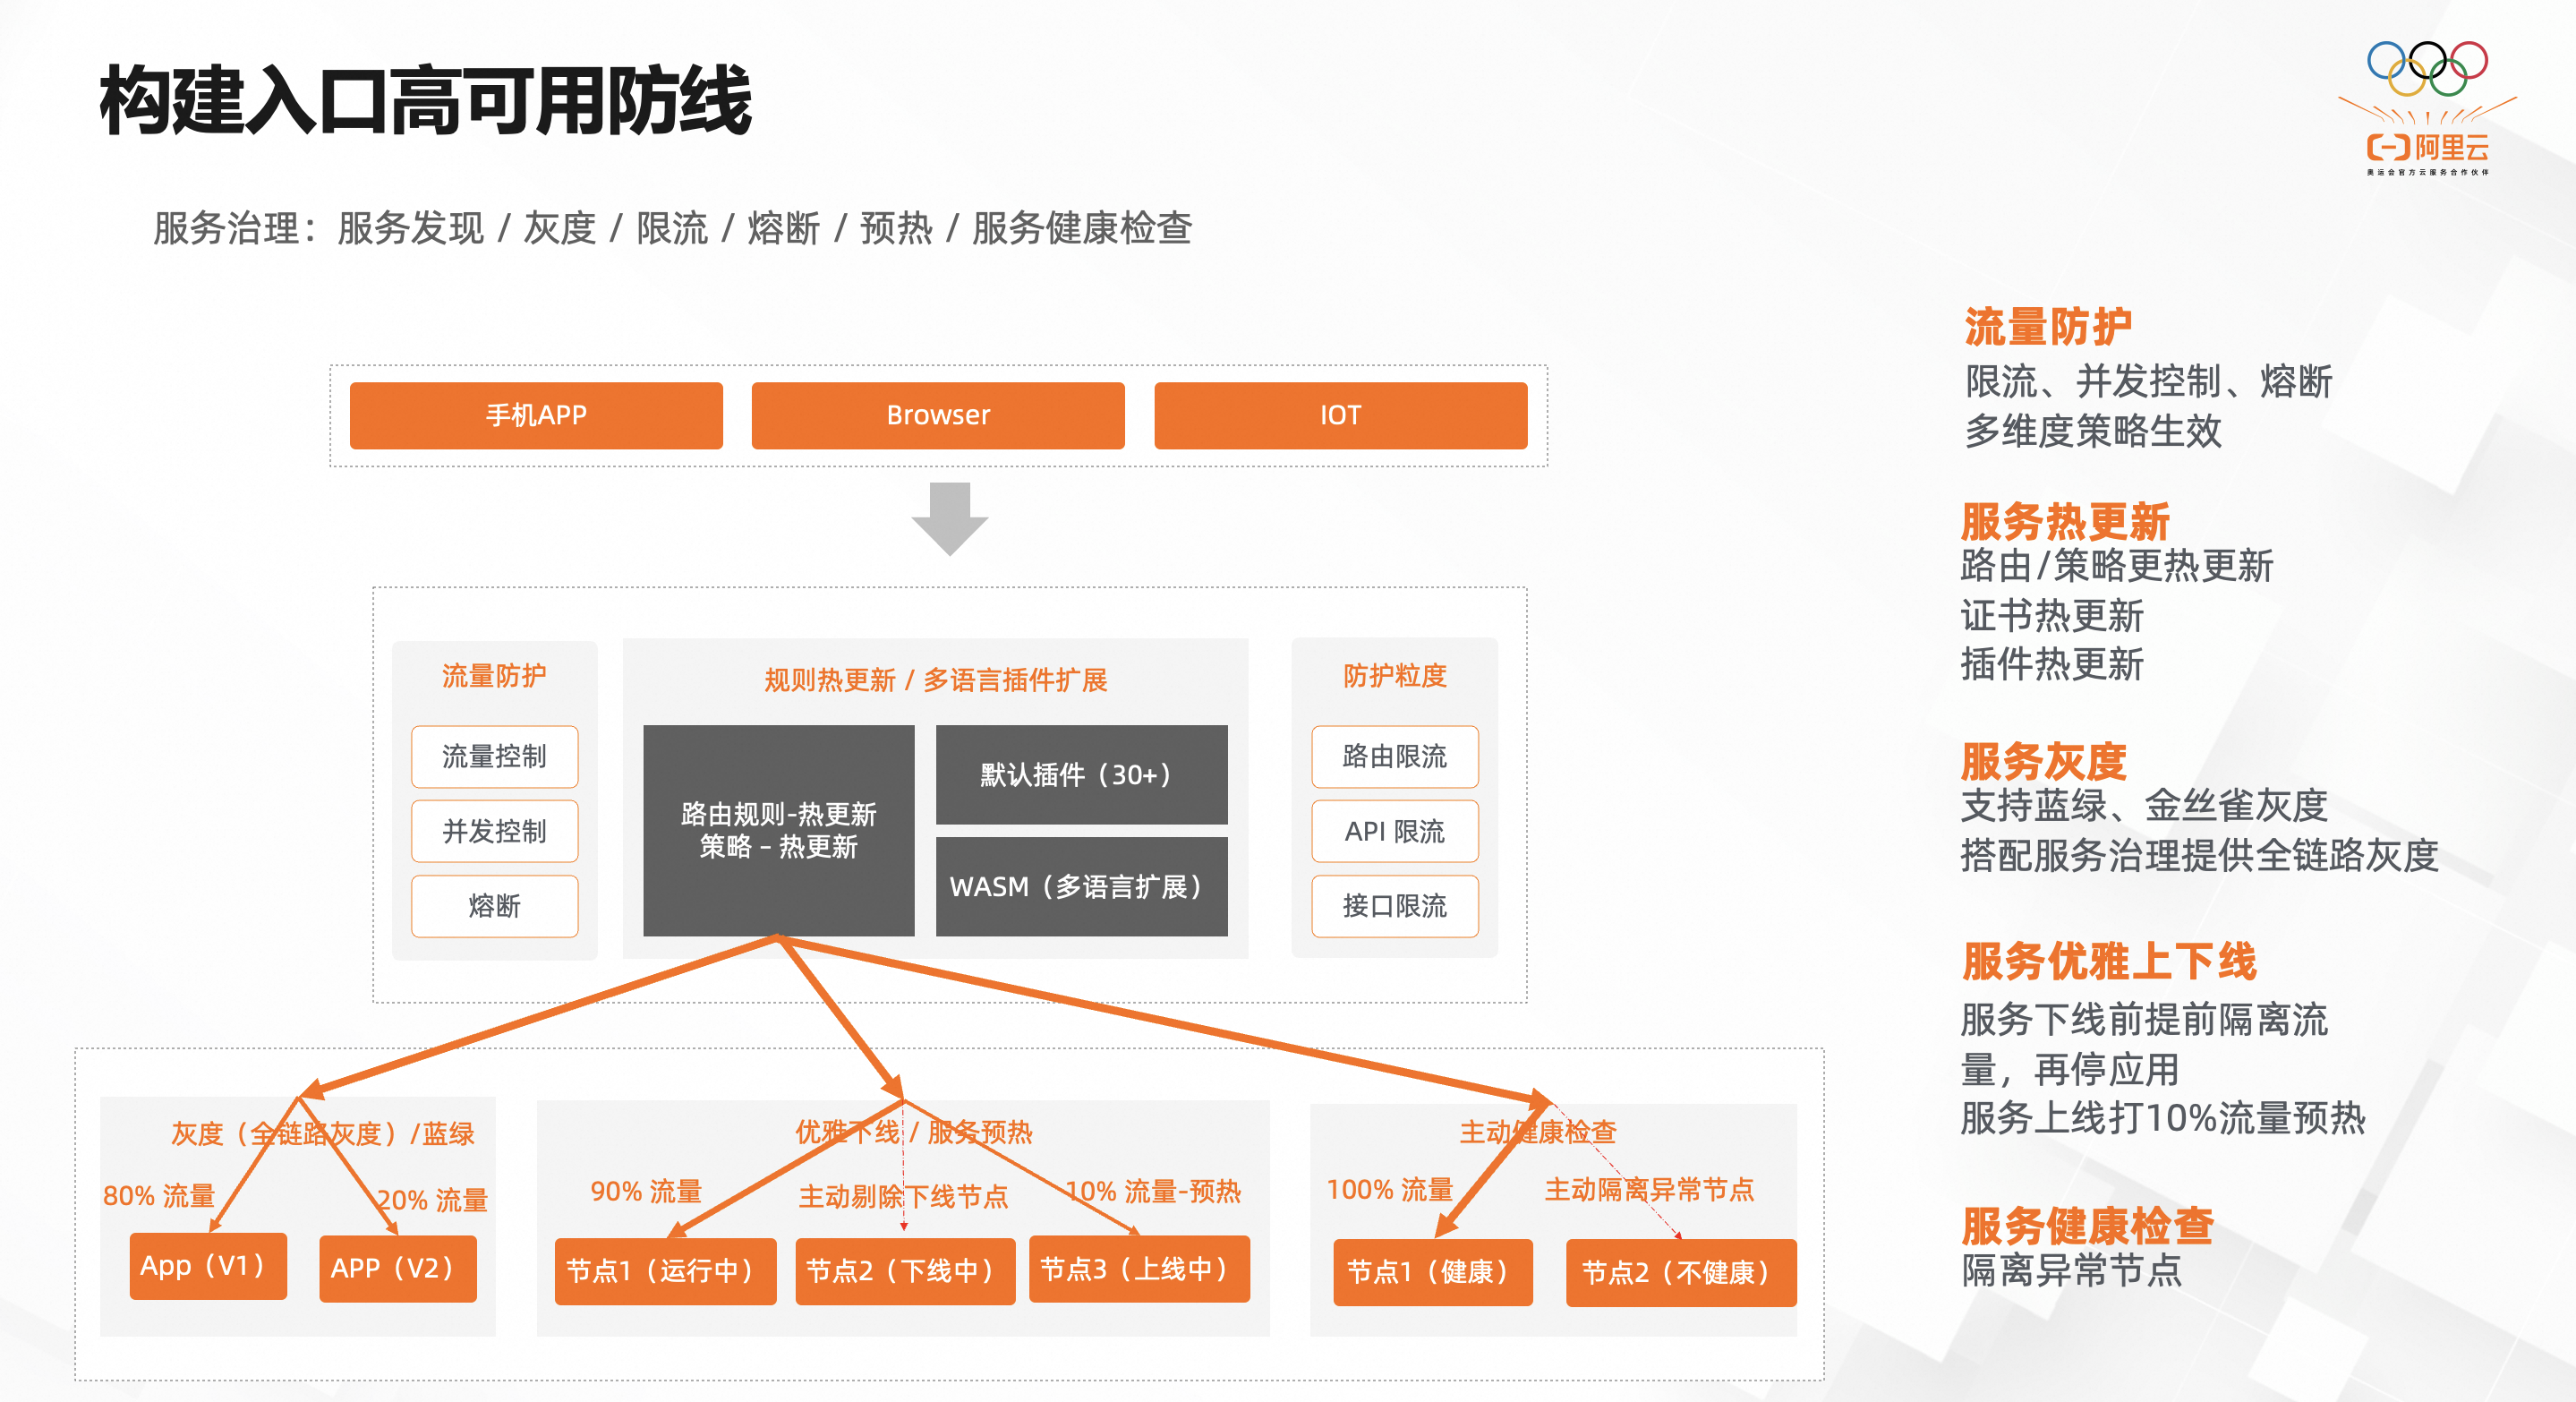 构建入口高可用防线
阿里云
奥运会官方云服务合作伙伴
服务治理：服务发现 / 灰度 / 限流 / 熔断 / 预热 / 服务健康检查
手机APP
Browser
IOT
流量防护
流量控制
并发控制
熔断
规则热更新 / 多语言插件扩展
路由规则-热更新
策略 – 热更新
默认插件（30+）
WASM（多语言扩展）
防护粒度
路由限流
API 限流
接口限流
灰度（全链路灰度）/蓝绿
80% 流量
20% 流量
App（V1）
APP（V2）
优雅下线 / 服务预热
90% 流量
主动剔除下线节点
10% 流量-预热
节点1（运行中）
节点2（下线中）
节点3（上线中）
主动健康检查
100% 流量
主动隔离异常节点
节点1（健康）
节点2（不健康）
流量防护
限流、并发控制、熔断
多维度策略生效
服务热更新
路由/策略更热更新
证书热更新
插件热更新
服务灰度
支持蓝绿、金丝雀灰度
搭配服务治理提供全链路灰度
服务优雅上下线
服务下线前提前隔离流
量，再停应用
服务上线打10%流量预热
服务健康检查
隔离异常节点